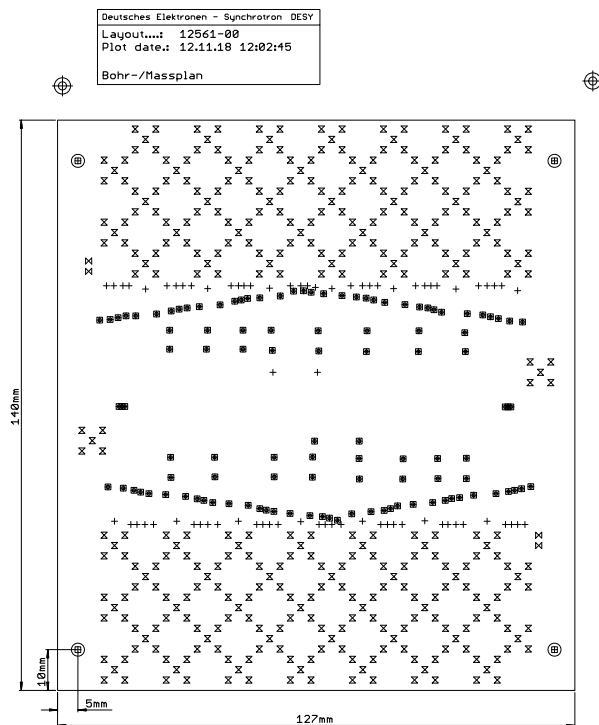 Deutsches Elektronen - Synchrotron DESY
Layout....: 12561-00
Plot date.: 12.11.18 12:02:45
Bohr-/Massplan
140mm
10mm
5mm
127mm